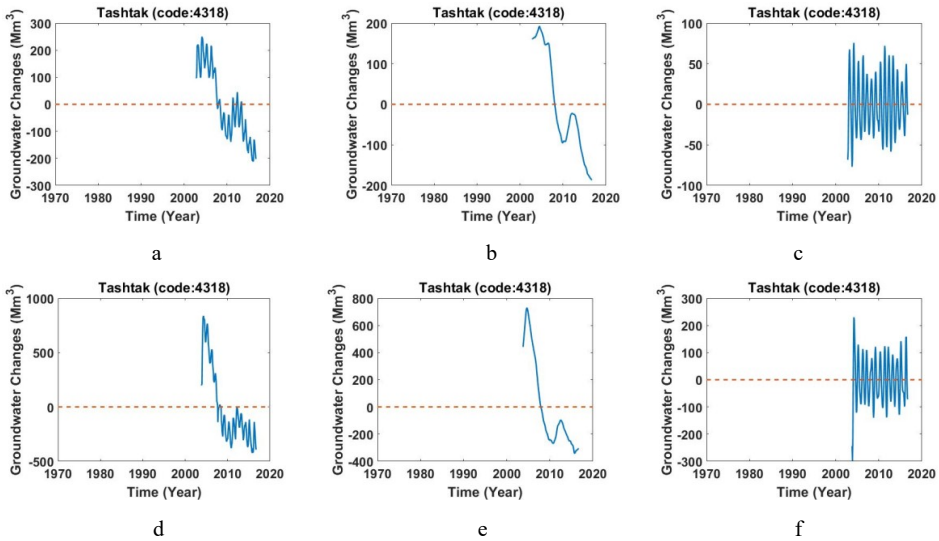 Tashtak (code:4318)
Groundwater Changes (Mm³)
300
200
100
0
-100
-200
-300
1970 1980 1990 2000 2010 2020
Time (Year)
a
Tashtak (code:4318)
Groundwater Changes (Mm³)
200
100
0
-100
-200
1970 1980 1990 2000 2010 2020
Time (Year)
b
Tashtak (code:4318)
Groundwater Changes (Mm³)
100
50
0
-50
-100
1970 1980 1990 2000 2010 2020
Time (Year)
c
Tashtak (code:4318)
Groundwater Changes (Mm³)
1000
500
0
-500
1970 1980 1990 2000 2010 2020
Time (Year)
d
Tashtak (code:4318)
Groundwater Changes (Mm³)
800
600
400
200
0
-200
-400
1970 1980 1990 2000 2010 2020
Time (Year)
e
Tashtak (code:4318)
Groundwater Changes (Mm³)
300
200
100
0
-100
-200
-300
1970 1980 1990 2000 2010 2020
Time (Year)
f